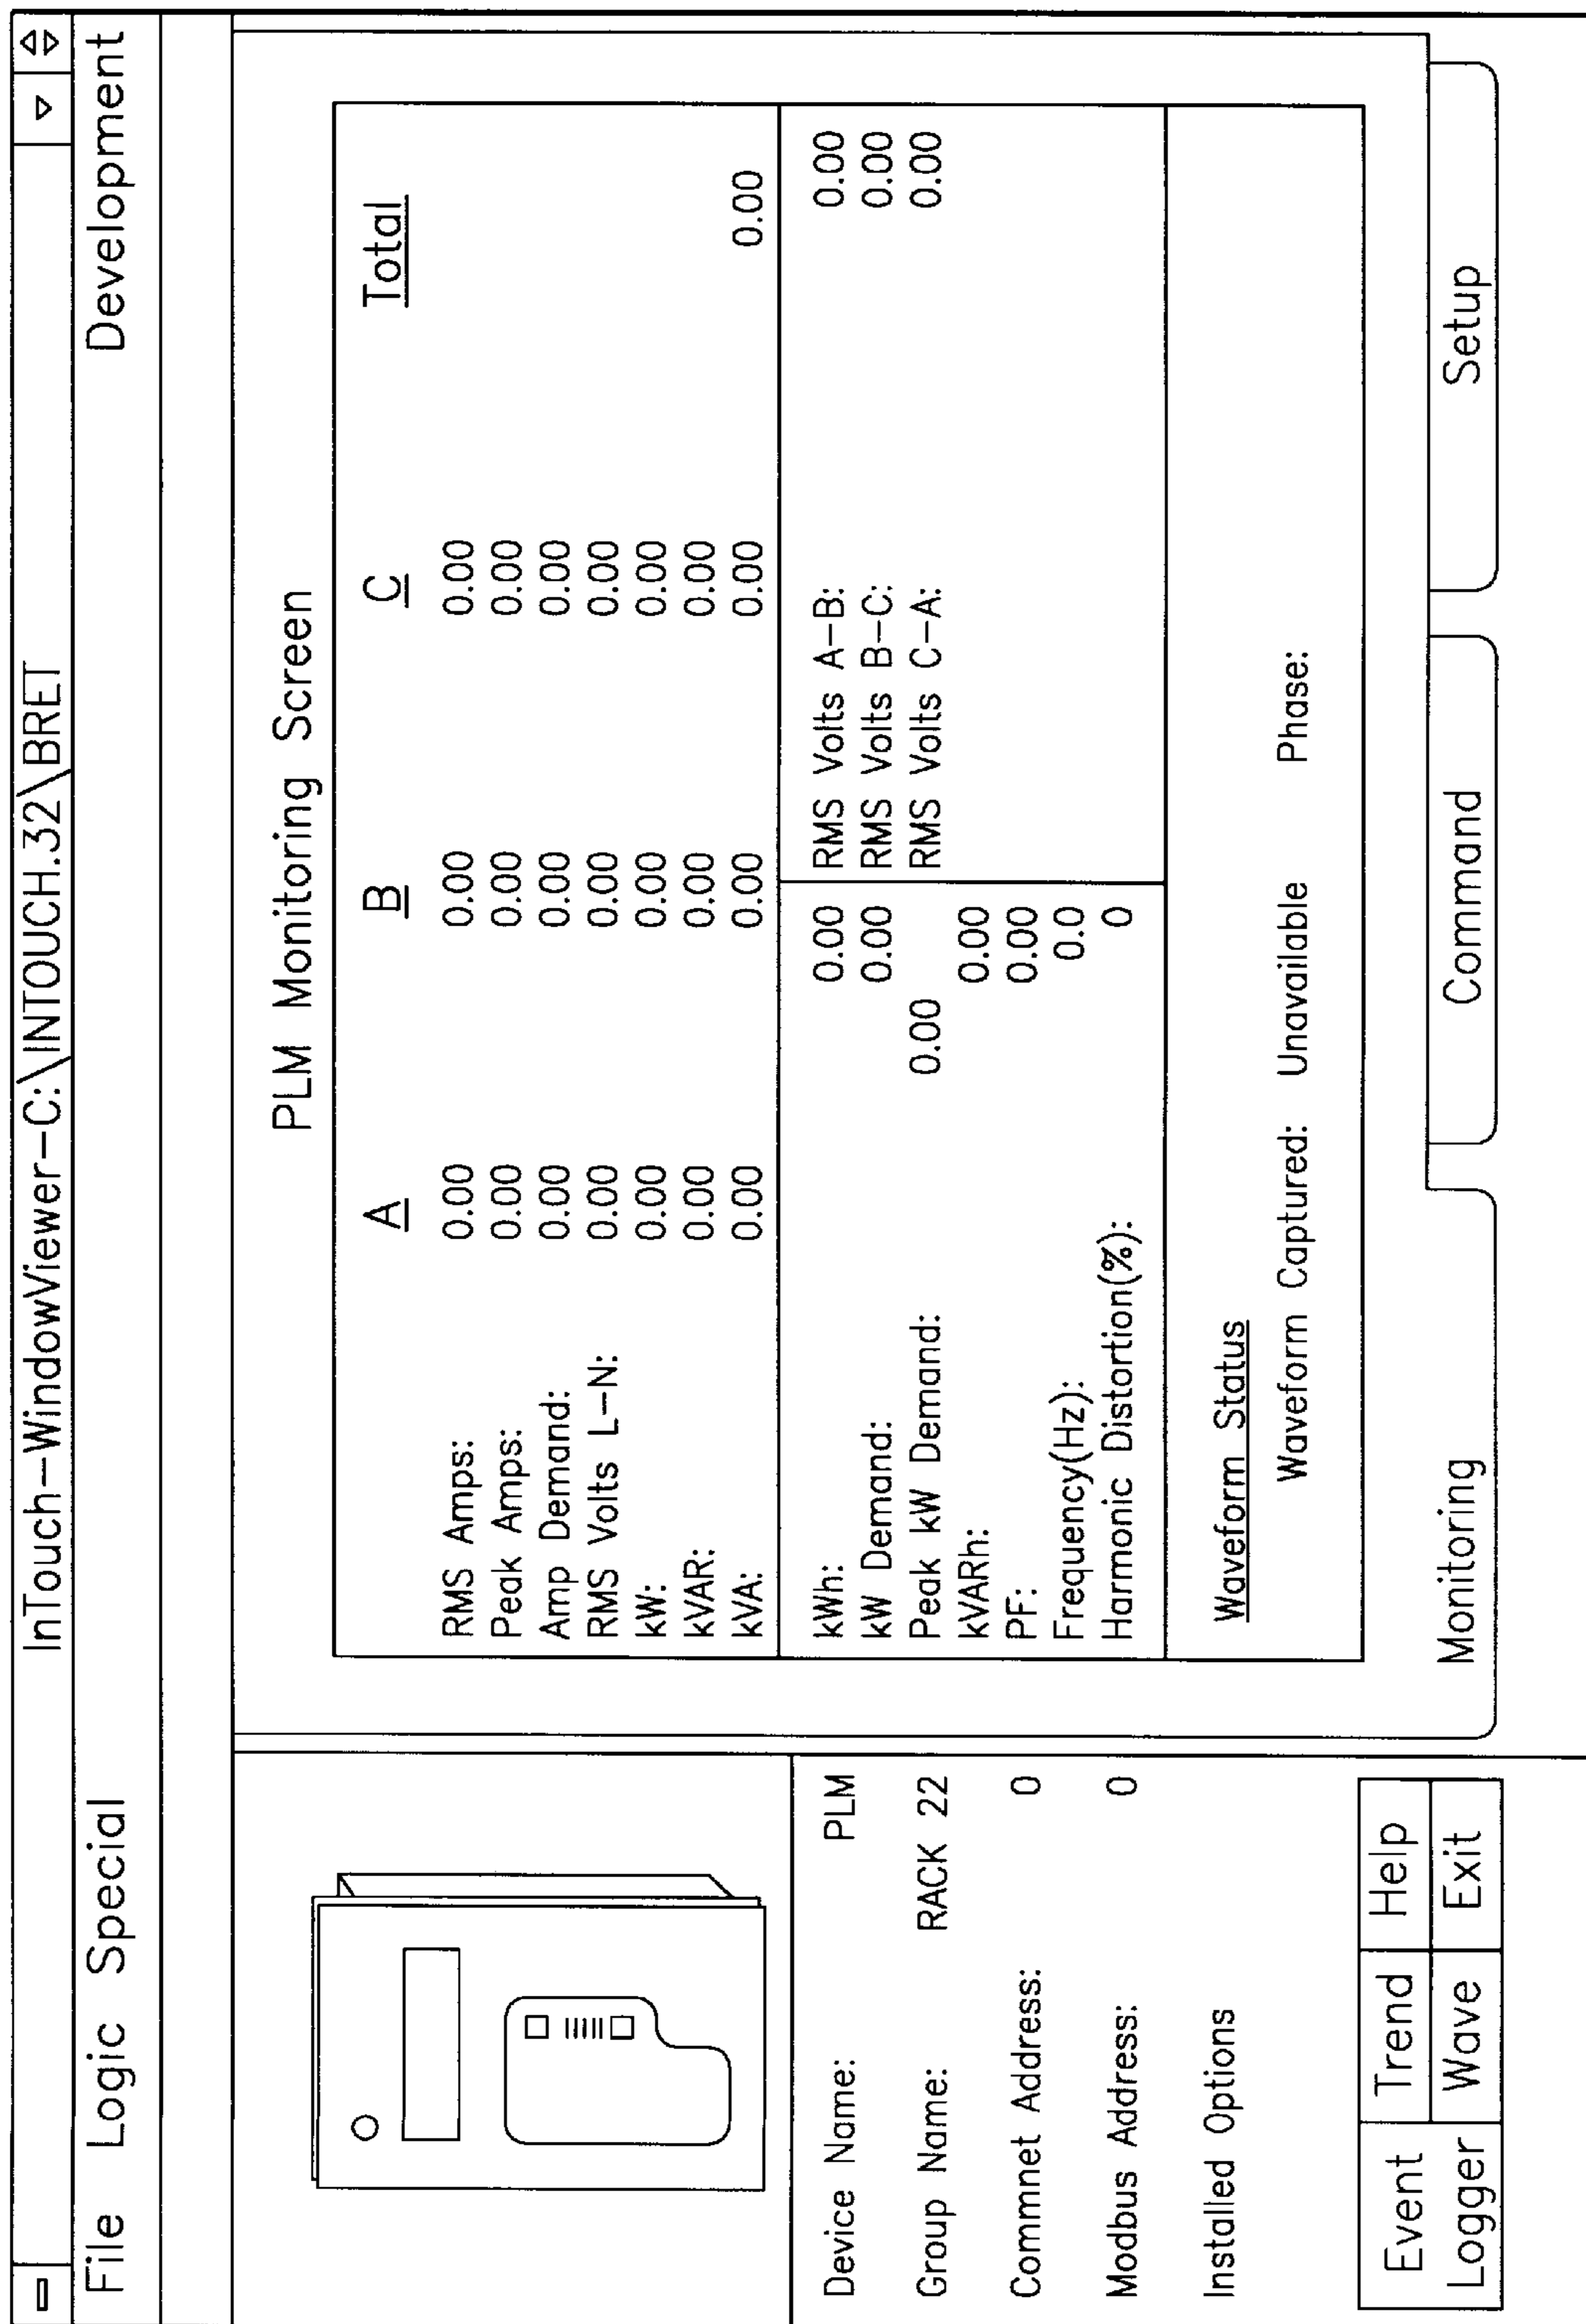 InTouch-WindowViewer-C:\INTOUCH.32\BRET
File Logic Special Development
PLM Monitoring Screen
A B C Total
RMS Amps: 0.00 0.00 0.00
Peak Amps: 0.00 0.00 0.00
Amp Demand: 0.00 0.00 0.00
RMS Volts L-N: 0.00 0.00 0.00
kW: 0.00 0.00 0.00
kVAR: 0.00 0.00 0.00
kVA: 0.00 0.00 0.00 0.00
kWh: 0.00
kW Demand: 0.00
Peak kW Demand: 0.00
kVARh: 0.00
PF: 0.00
Frequency(Hz): 0.0
Harmonic Distortion(%): 0
RMS Volts A-B: 0.00
RMS Volts B-C: 0.00
RMS Volts C-A: 0.00
Waveform Status
Waveform Captured: Unavailable Phase:
Monitoring Command Setup
Device Name: PLM
Group Name: RACK 22
Commnet Address: 0
Modbus Address: 0
Installed Options
Event Logger
Trend
Help
Wave
Exit